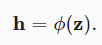 h = ϕ(z).